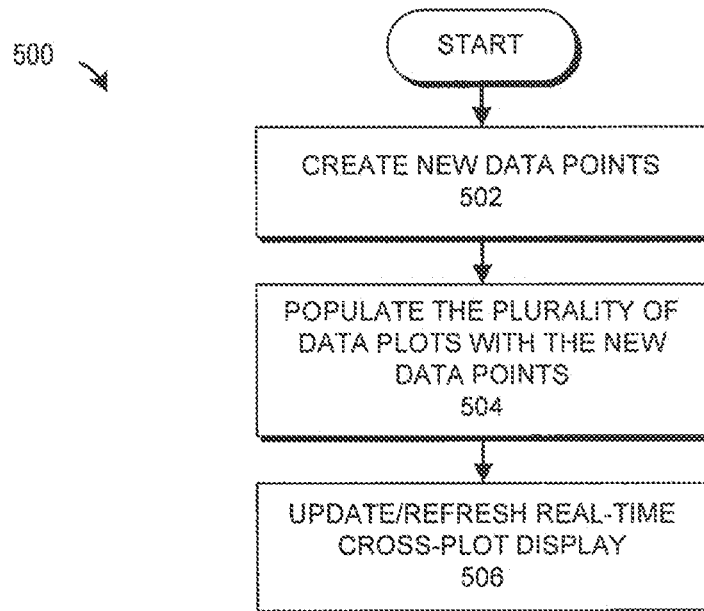 500
START
CREATE NEW DATA POINTS
502
POPULATE THE PLURALITY OF
DATA PLOTS WITH THE NEW
DATA POINTS
504
UPDATE/REFRESH REAL-TIME
CROSS-PLOT DISPLAY
506